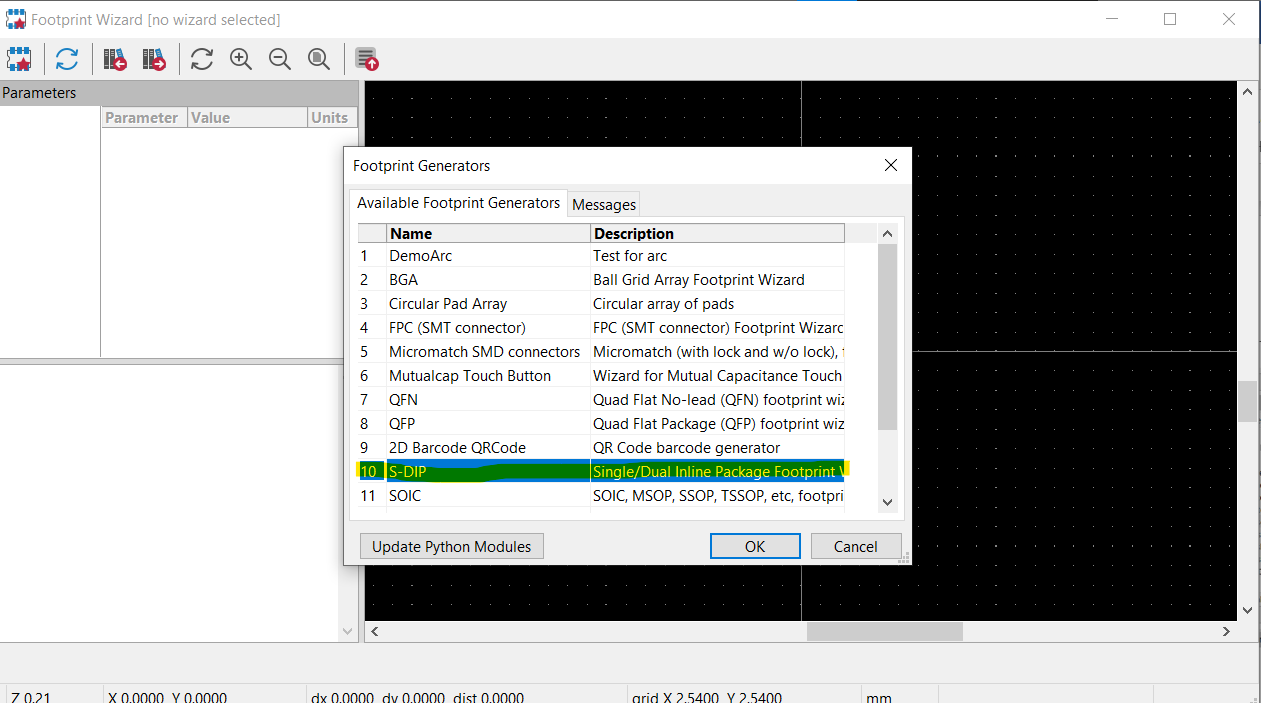 Footprint Wizard [no wizard selected]
Parameters
Parameter Value Units
Footprint Generators
Available Footprint Generators Messages
Name Description
1 DemoArc Test for arc
2 BGA Ball Grid Array Footprint Wizard
3 Circular Pad Array Circular array of pads
4 FPC (SMT connector) FPC (SMT connector) Footprint Wizard
5 Micromatch SMD connectors Micromatch (with lock and w/o lock),
6 Mutualcap Touch Button Wizard for Mutual Capacitance Touch
7 QFN Quad Flat No-lead (QFN) footprint wiz
8 QFP Quad Flat Package (QFP) footprint wiz
9 2D Barcode QRCode QR Code barcode generator
10 S-DIP Single/Dual Inline Package Footprint
11 SOIC SOIC, MSOP, SSOP, TSSOP, etc, footpri
Update Python Modules OK Cancel
Z 0.21 X 0.0000 Y 0.0000 dx 0.0000 dy 0.0000 dist 0.0000 grid X 2.5400 Y 2.5400 mm